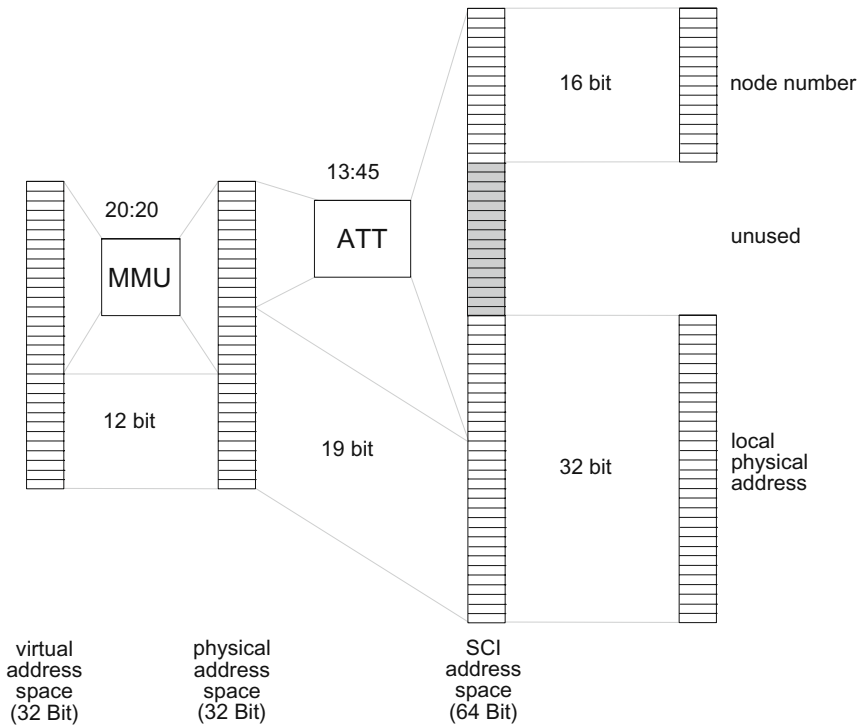 16 bit
node number
13:45
20:20
ATT
unused
MMU
12 bit
19 bit
32 bit
local
physical
address
virtual
address
space
(32 Bit)
physical
address
space
(32 Bit)
SCI
address
space
(64 Bit)